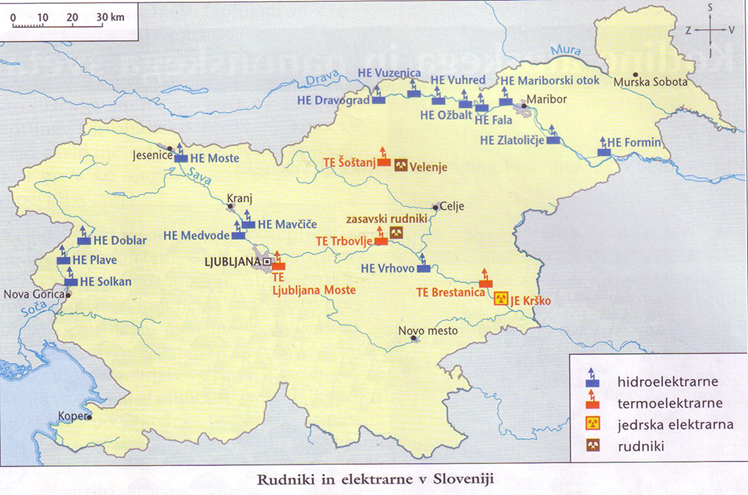 0 10 20 30 km
S
Z V
Mura
Drava
HE Vuzenica
HE Vuhred
HE Mariborski otok
Murska Sobota
HE Dravograd
Maribor
HE Ožbalt
HE Fala
HE Zlatoličje
HE Formin
Jesenice
HE Moste
TE Šoštanj
Velenje
Sava
Kranj
Celje
HE Mavčiče
zasavski rudniki
HE Medvode
TE Trbovlje
HE Doblar
HE Plave
LJUBLJANA
HE Vrhovo
TE
Ljubljana Moste
HE Solkan
TE Brestanica
Nova Gorica
JE Krško
Soča
Novo mesto
Koper
hidroelektrarne
termoelektrarne
jedrska elektrarna
rudniki
Rudniki in elektrarne v Sloveniji